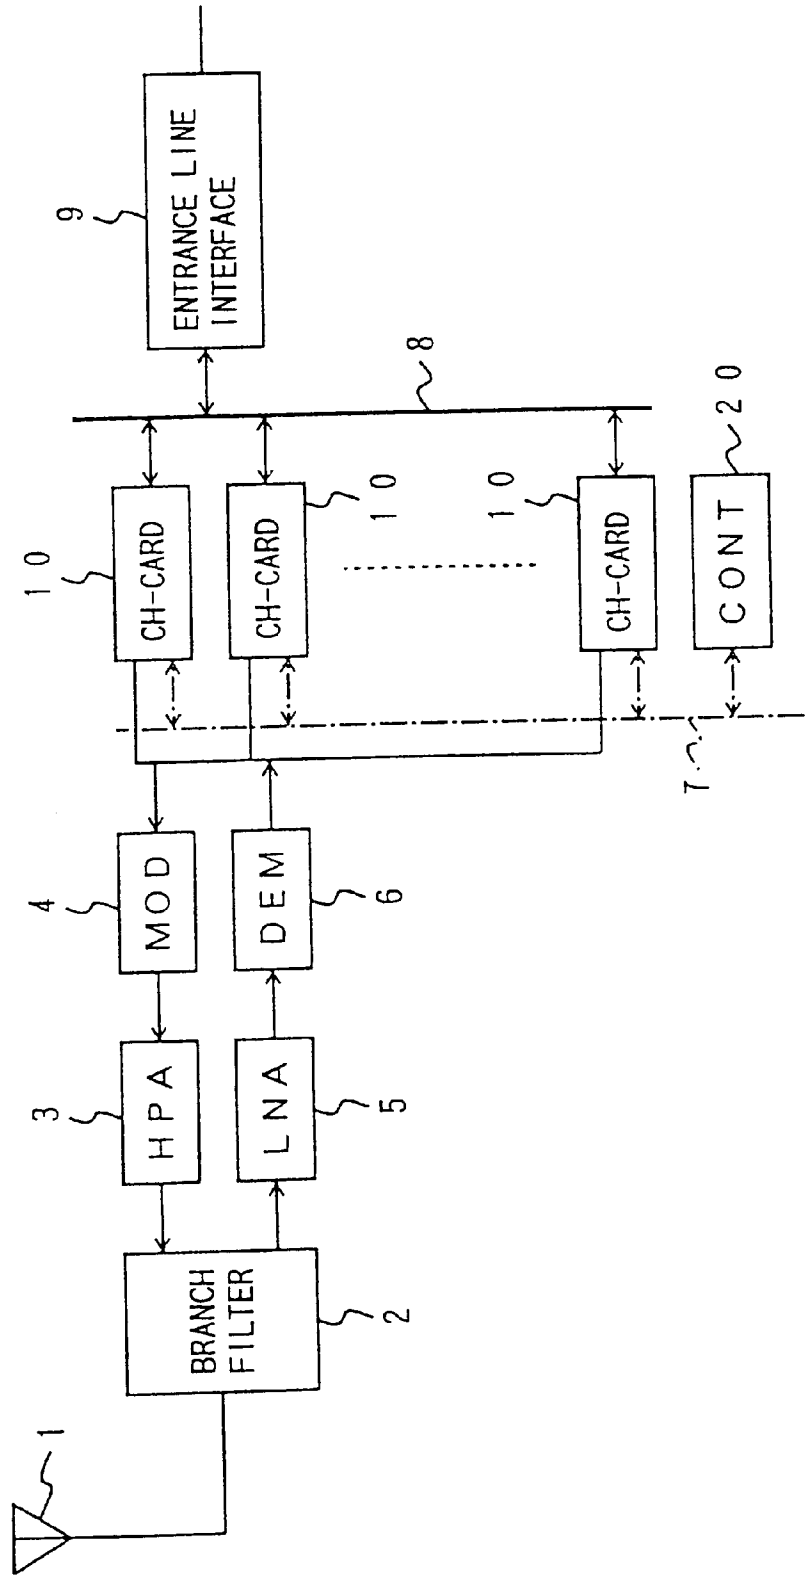 1
BRANCH
FILTER
2
3
HPA
4
MOD
LNA
5
DEM
6
10
CH-CARD
CH-CARD
10
10
CH-CARD
CONT
20
7
8
9
ENTRANCE LINE
INTERFACE